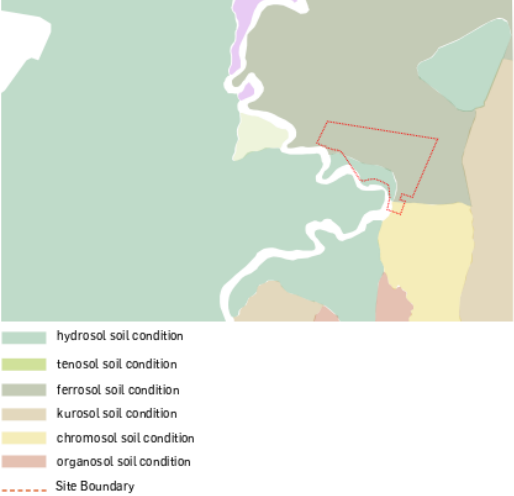 hydrosol soil condition
tenosol soil condition
ferrosol soil condition
kurosol soil condition
chromosol soil condition
organosol soil condition
Site Boundary